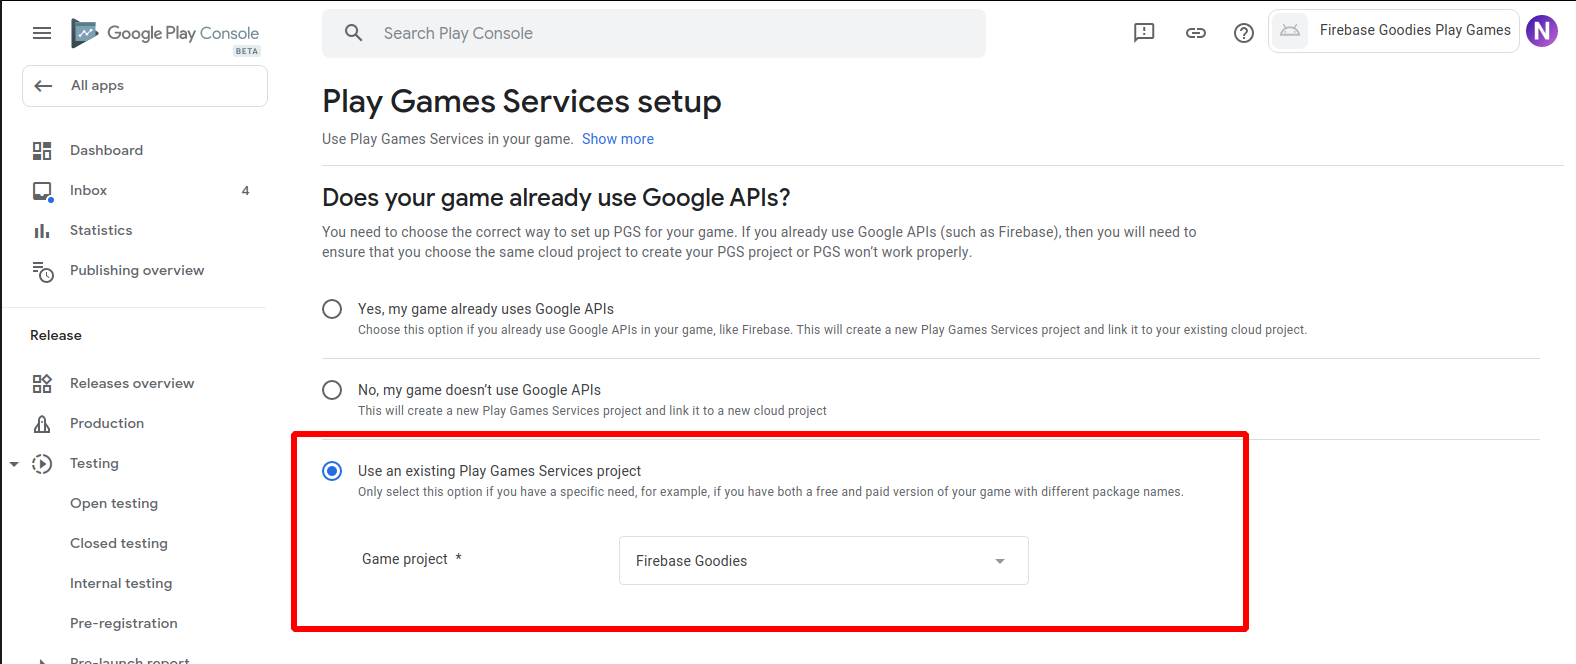 Google Play Console
BETA
Search Play Console
Firebase Goodies Play Games
N
All apps
Dashboard
Inbox 4
Statistics
Publishing overview
Release
Releases overview
Production
Testing
Open testing
Closed testing
Internal testing
Pre-registration
Pre-launch report
Play Games Services setup
Use Play Games Services in your game. Show more
Does your game already use Google APIs?
You need to choose the correct way to set up PGS for your game. If you already use Google APIs (such as Firebase), then you will need to
ensure that you choose the same cloud project to create your PGS project or PGS won’t work properly.
Yes, my game already uses Google APIs
Choose this option if you already use Google APIs in your game, like Firebase. This will create a new Play Games Services project and link it to your existing cloud project.
No, my game doesn’t use Google APIs
This will create a new Play Games Services project and link it to a new cloud project
Use an existing Play Games Services project
Only select this option if you have a specific need, for example, if you have both a free and paid version of your game with different package names.
Game project *
Firebase Goodies